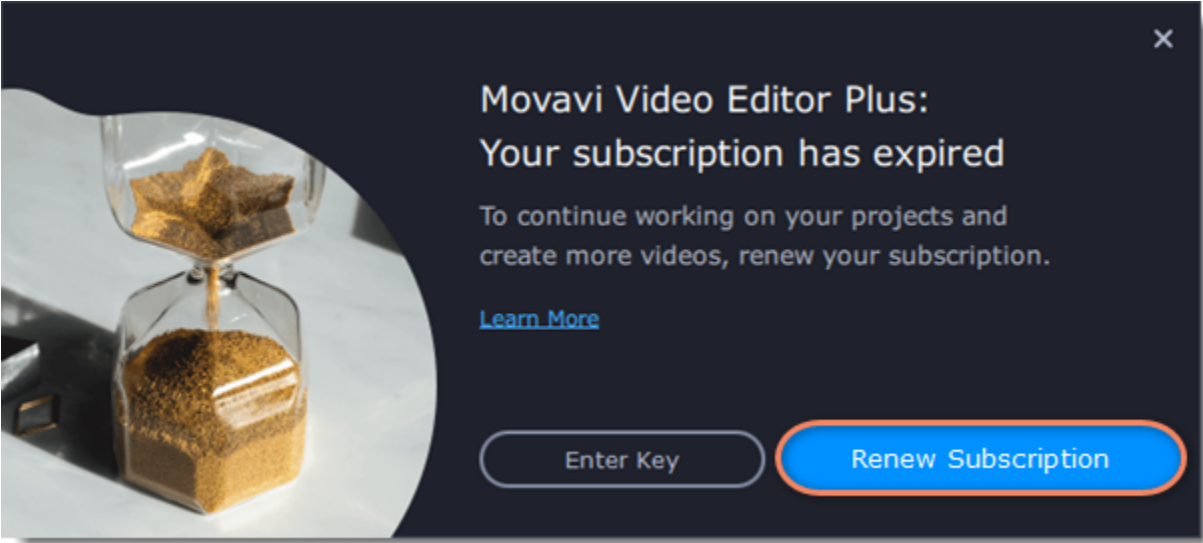 Movavi Video Editor Plus:
Your subscription has expired
To continue working on your projects and
create more videos, renew your subscription.
Learn More
Enter Key
Renew Subscription